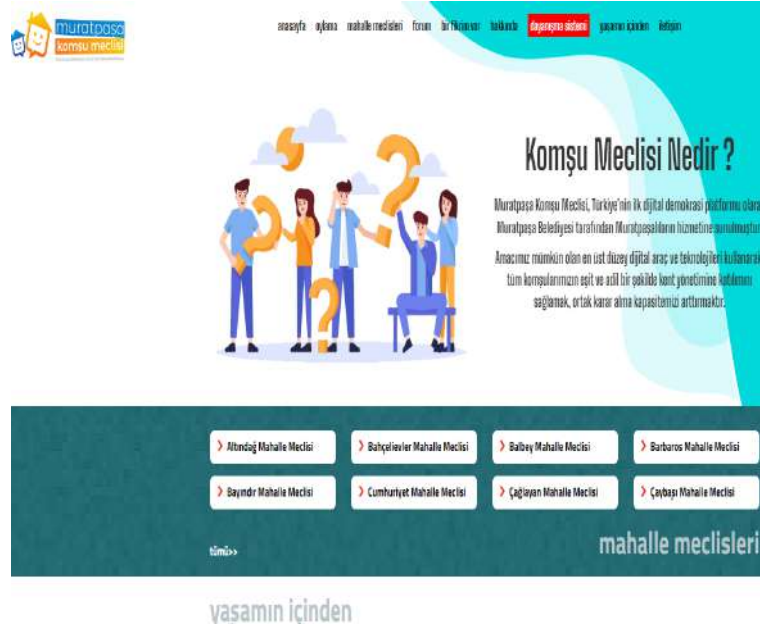 muratpaşa
komşu meclisi
anasayfa oylama mahalle meclisleri forum bir fikrim var hakkında dayanışma sistemi yaşamın içinden iletişim
Komşu Meclisi Nedir ?
Muratpaşa Komşu Meclisi, Türkiye'nin ilk dijital demokrasi platformu olara
Muratpaşa Belediyesi tarafından Muratpaşalıların hizmetine sunulmuştur
Amacımız mümkün olan en üst düzey dijital araç ve teknolojileri kullanarak
tüm komşularımızın eşit ve adil bir şekilde kent yönetimine katılımını
sağlamak, ortak karar alma kapasitemizi arttırmaktır.
Altındağ Mahalle Meclisi
Bahçelievler Mahalle Meclisi
Balbey Mahalle Meclisi
Barbaros Mahalle Meclisi
Bayındır Mahalle Meclisi
Cumhuriyet Mahalle Meclisi
Çağlayan Mahalle Meclisi
Çaybaşı Mahalle Meclisi
tümü>>
mahalle meclisleri
yaşamın içinden